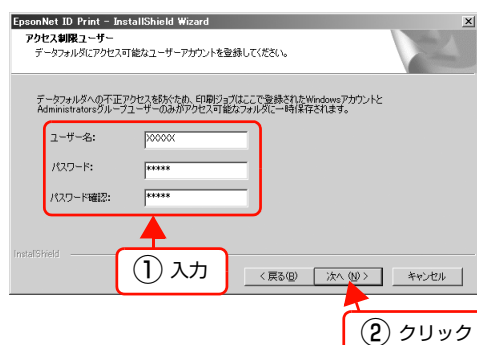 EpsonNet ID Print - InstallShield Wizard
アクセス制限ユーザー
データフォルダにアクセス可能なユーザーアカウントを登録してください。
データフォルダへの不正アクセスを防ぐため、印刷ジョブはここで登録されたWindowsアカウントと
Administratorsグループユーザーのみがアクセス可能なフォルダに一時保存されます。
ユーザー名: XXXXX
パスワード: *****
パスワード確認: *****
① 入力
InstallShield
< 戻る(B) 次へ (N) > キャンセル
② クリック